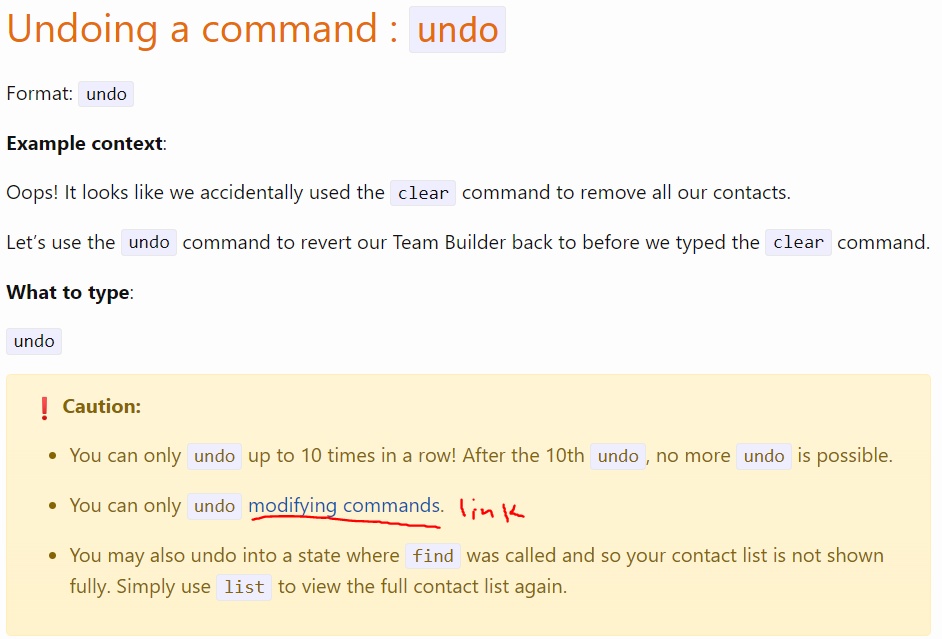 Undoing a command : undo
Format: undo
Example context:
Oops! It looks like we accidentally used the clear command to remove all our contacts.
Let’s use the undo command to revert our Team Builder back to before we typed the clear command.
What to type:
undo
❗ Caution:
• You can only undo up to 10 times in a row! After the 10th undo, no more undo is possible.
• You can only undo modifying commands. link
• You may also undo into a state where find was called and so your contact list is not shown
fully. Simply use list to view the full contact list again.